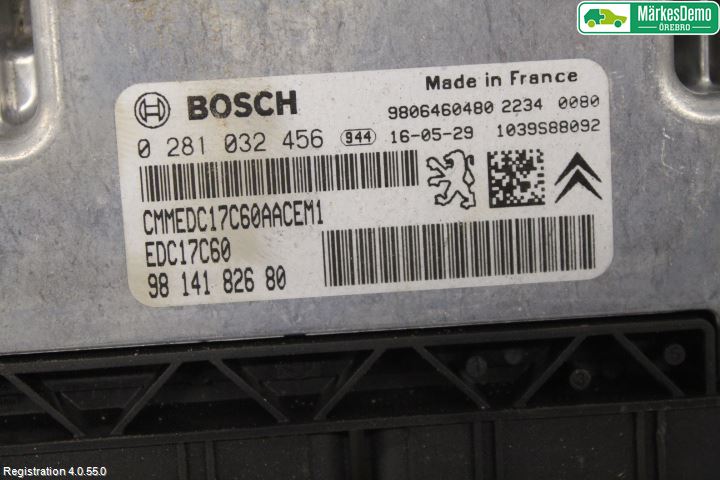 MärkesDemo
ÖREBRO
Made in France
BOSCH
9806460480 2234 0080
0 281 032 456 944 16-05-29 1039S88092
CMMEDC17C60AACEM1
EDC17C60
98 141 826 80
Registration 4.0.55.0